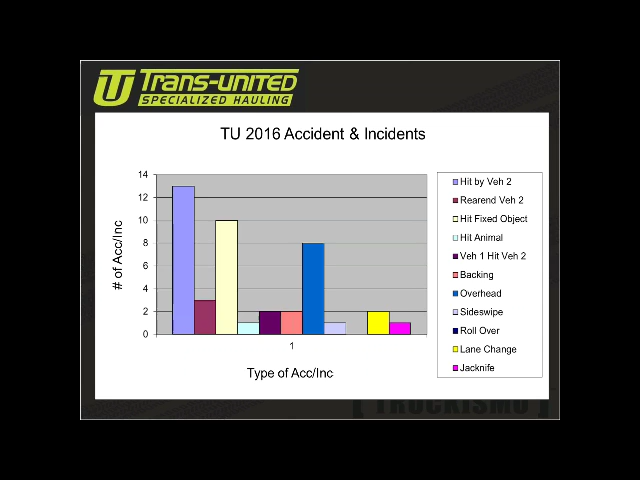 TRANS-UNITED
SPECIALIZED HAULING
TU 2016 Accident & Incidents
14
12
10
8
6
4
2
0
# of Acc/Inc
1
Type of Acc/Inc
Hit by Veh 2
Rearend Veh 2
Hit Fixed Object
Hit Animal
Veh 1 Hit Veh 2
Backing
Overhead
Sideswipe
Roll Over
Lane Change
Jacknife